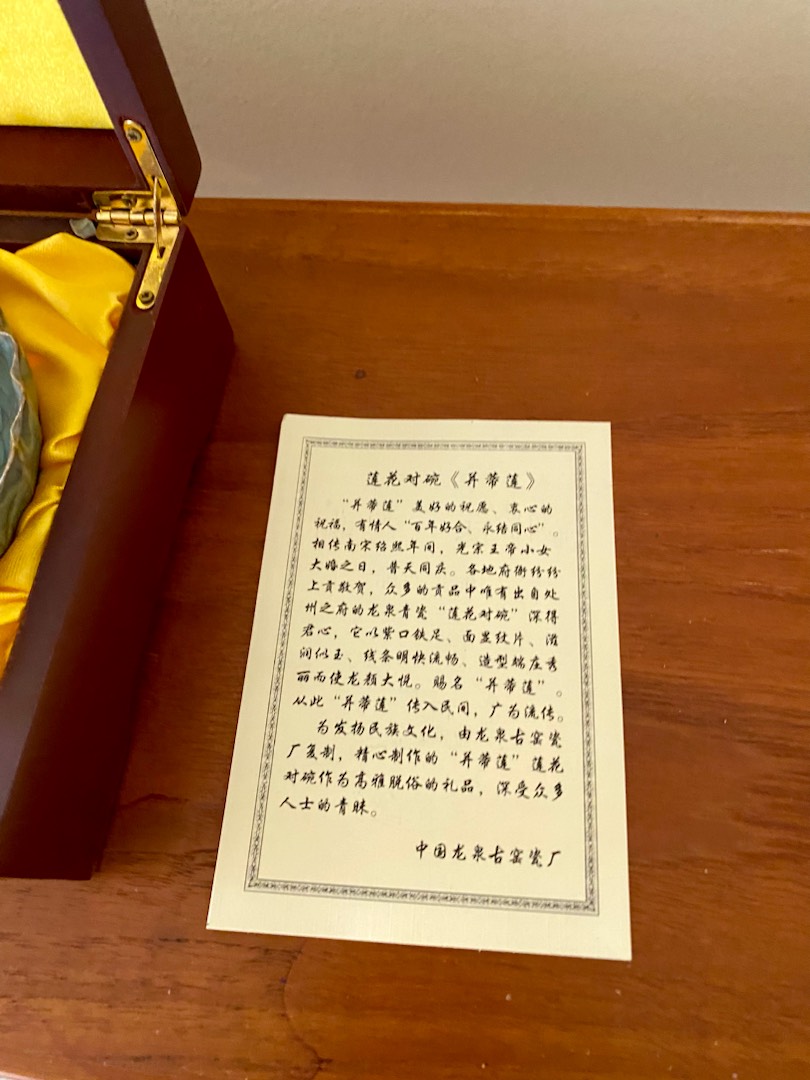 莲花对碗《并蒂莲》
“并蒂莲”美好的祝愿、衷心的
祝福，有情人“百年好合、永结同心”。
相传南宋绍熙年间，光宗王帝小女
大婚之日，普天同庆。各地府衙纷纷
上贡敬贺，众多的贡品中唯有出自处
州之府的龙泉青瓷“莲花对碗”深得
君心，它以紫口铁足、面显纹片、滋
润似玉、线条明快流畅、造型端庄秀
丽而使龙颜大悦。赐名“并蒂莲”。
从此“并蒂莲”传入民间，广为流传。
为发扬民族文化，由龙泉古窑瓷
厂复制，精心制作的“并蒂莲”莲花
对碗作为高雅脱俗的礼品，深受众多
人士的青睐。
中国龙泉古窑瓷厂